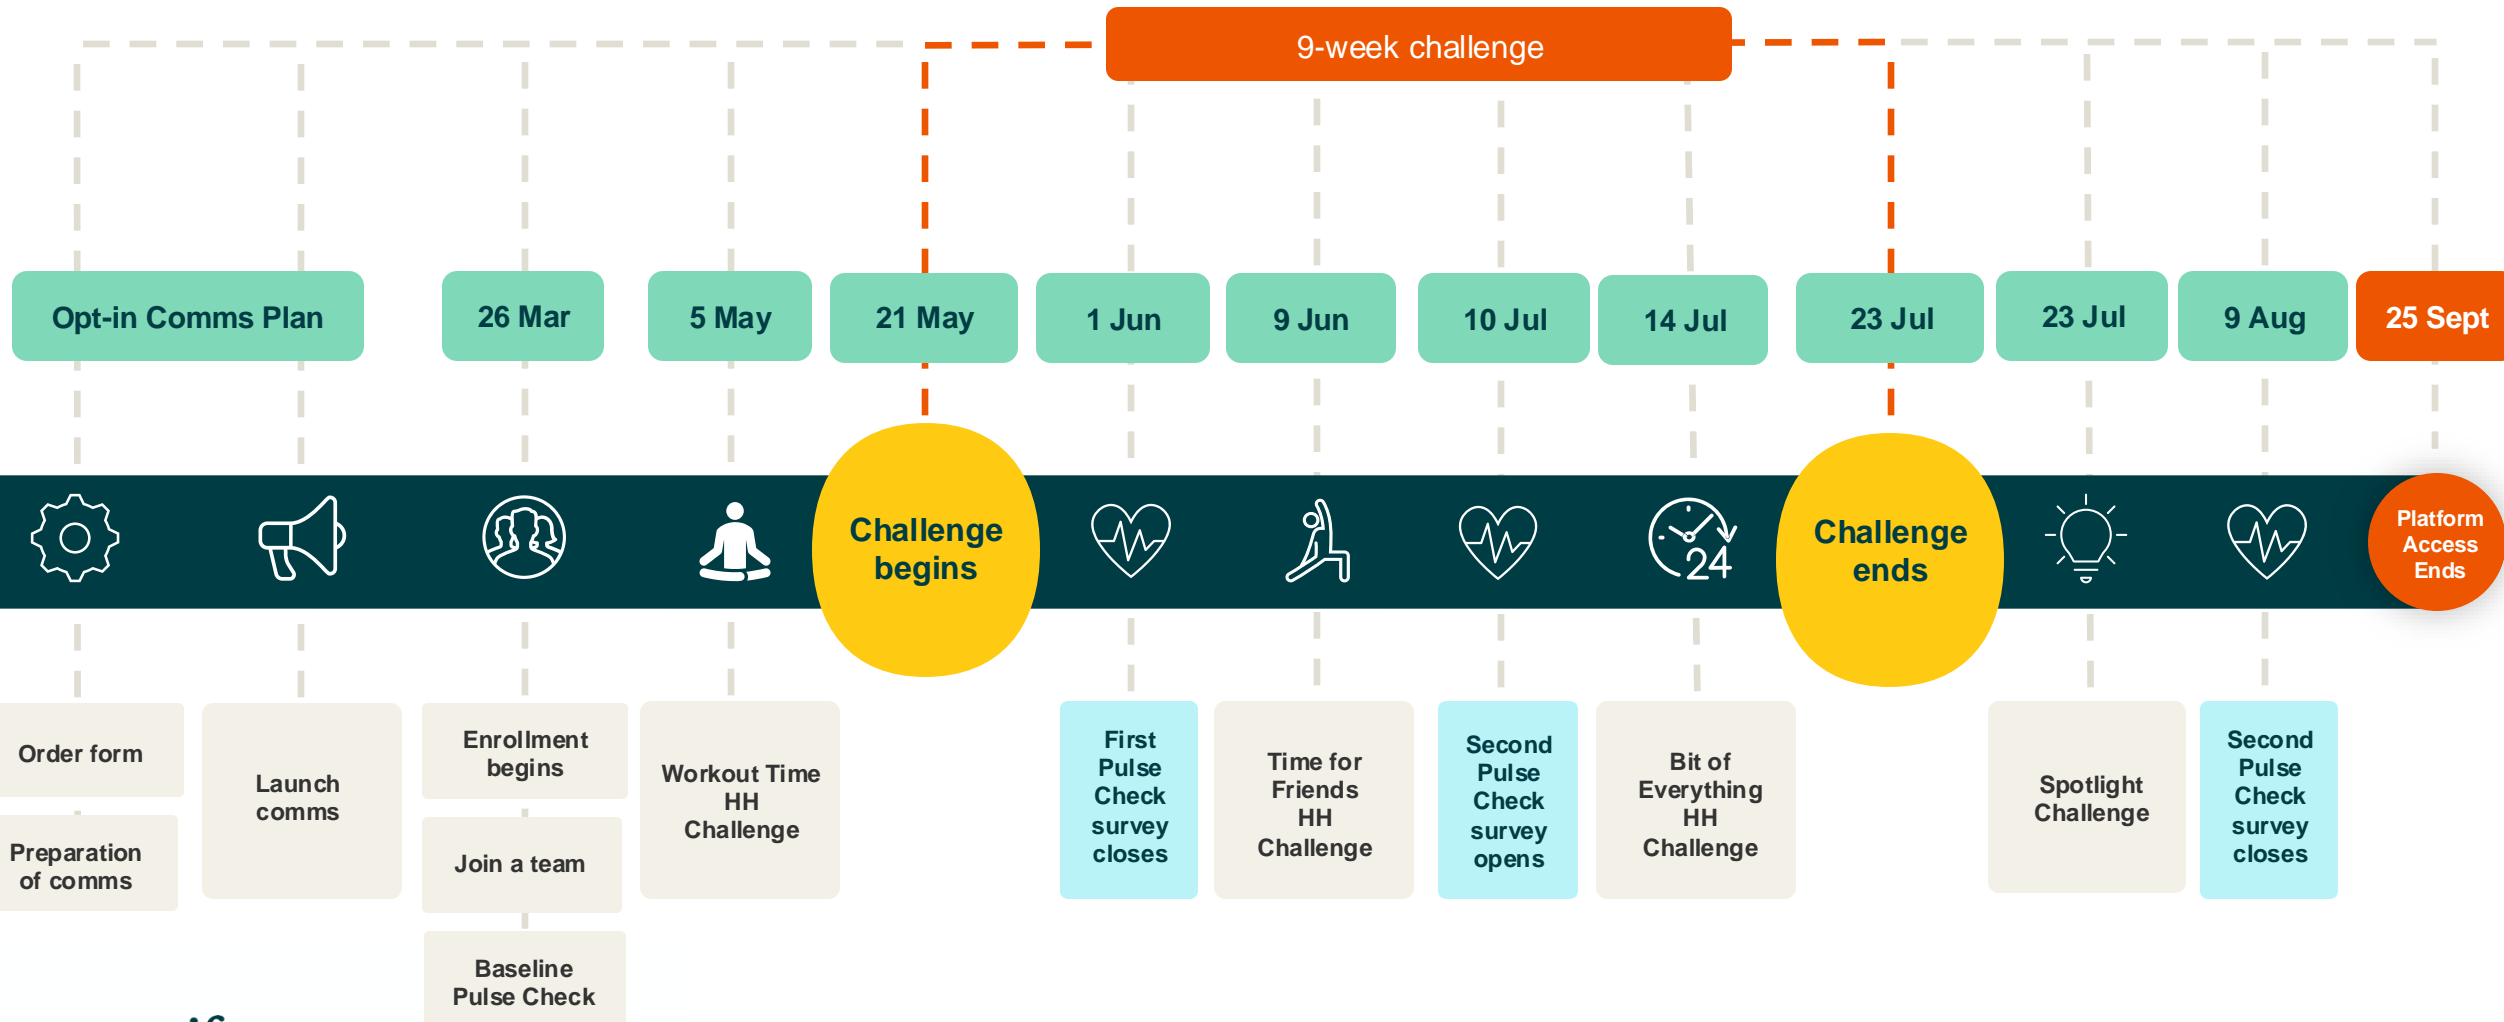 9-week challenge
Opt-in Comms Plan
26 Mar
5 May
21 May
1 Jun
9 Jun
10 Jul
14 Jul
23 Jul
23 Jul
9 Aug
25 Sept
Challenge
begins
24
Challenge
ends
Platform
Access
Ends
Order form
Preparation
of comms
Launch
comms
Enrollment
begins
Join a team
Baseline
Pulse Check
Workout Time
HH
Challenge
First
Pulse
Check
survey
closes
Time for
Friends
HH
Challenge
Second
Pulse
Check
survey
opens
Bit of
Everything
HH
Challenge
Spotlight
Challenge
Second
Pulse
Check
survey
closes